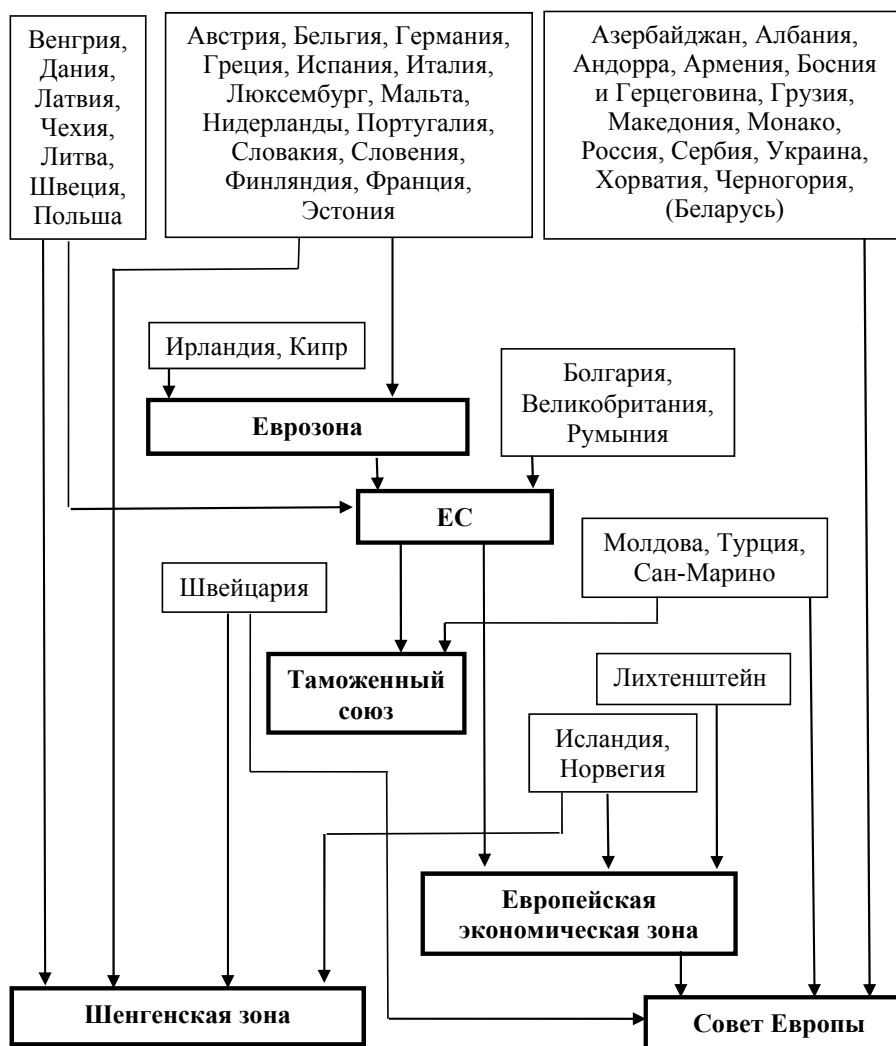 Венгрия,
Дания,
Латвия,
Чехия,
Литва,
Швеция,
Польша
Австрия, Бельгия, Германия,
Греция, Испания, Италия,
Люксембург, Мальта,
Нидерланды, Португалия,
Словакия, Словения,
Финляндия, Франция,
Эстония
Азербайджан, Албания,
Андорра, Армения, Босния
и Герцеговина, Грузия,
Македония, Монако,
Россия, Сербия, Украина,
Хорватия, Черногория,
(Беларусь)
Ирландия, Кипр
Болгария,
Великобритания,
Румыния
Еврозона
ЕС
Молдова, Турция,
Сан-Марино
Швейцария
Таможенный
союз
Лихтенштейн
Исландия,
Норвегия
Европейская
экономическая зона
Шенгенская зона
Совет Европы